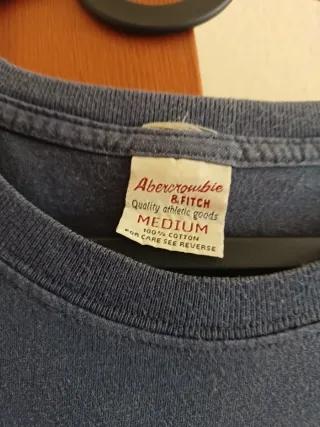 Abercrombie
& FITCH
Quality athletic goods
MEDIUM
100% COTTON
FOR CARE SEE REVERSE